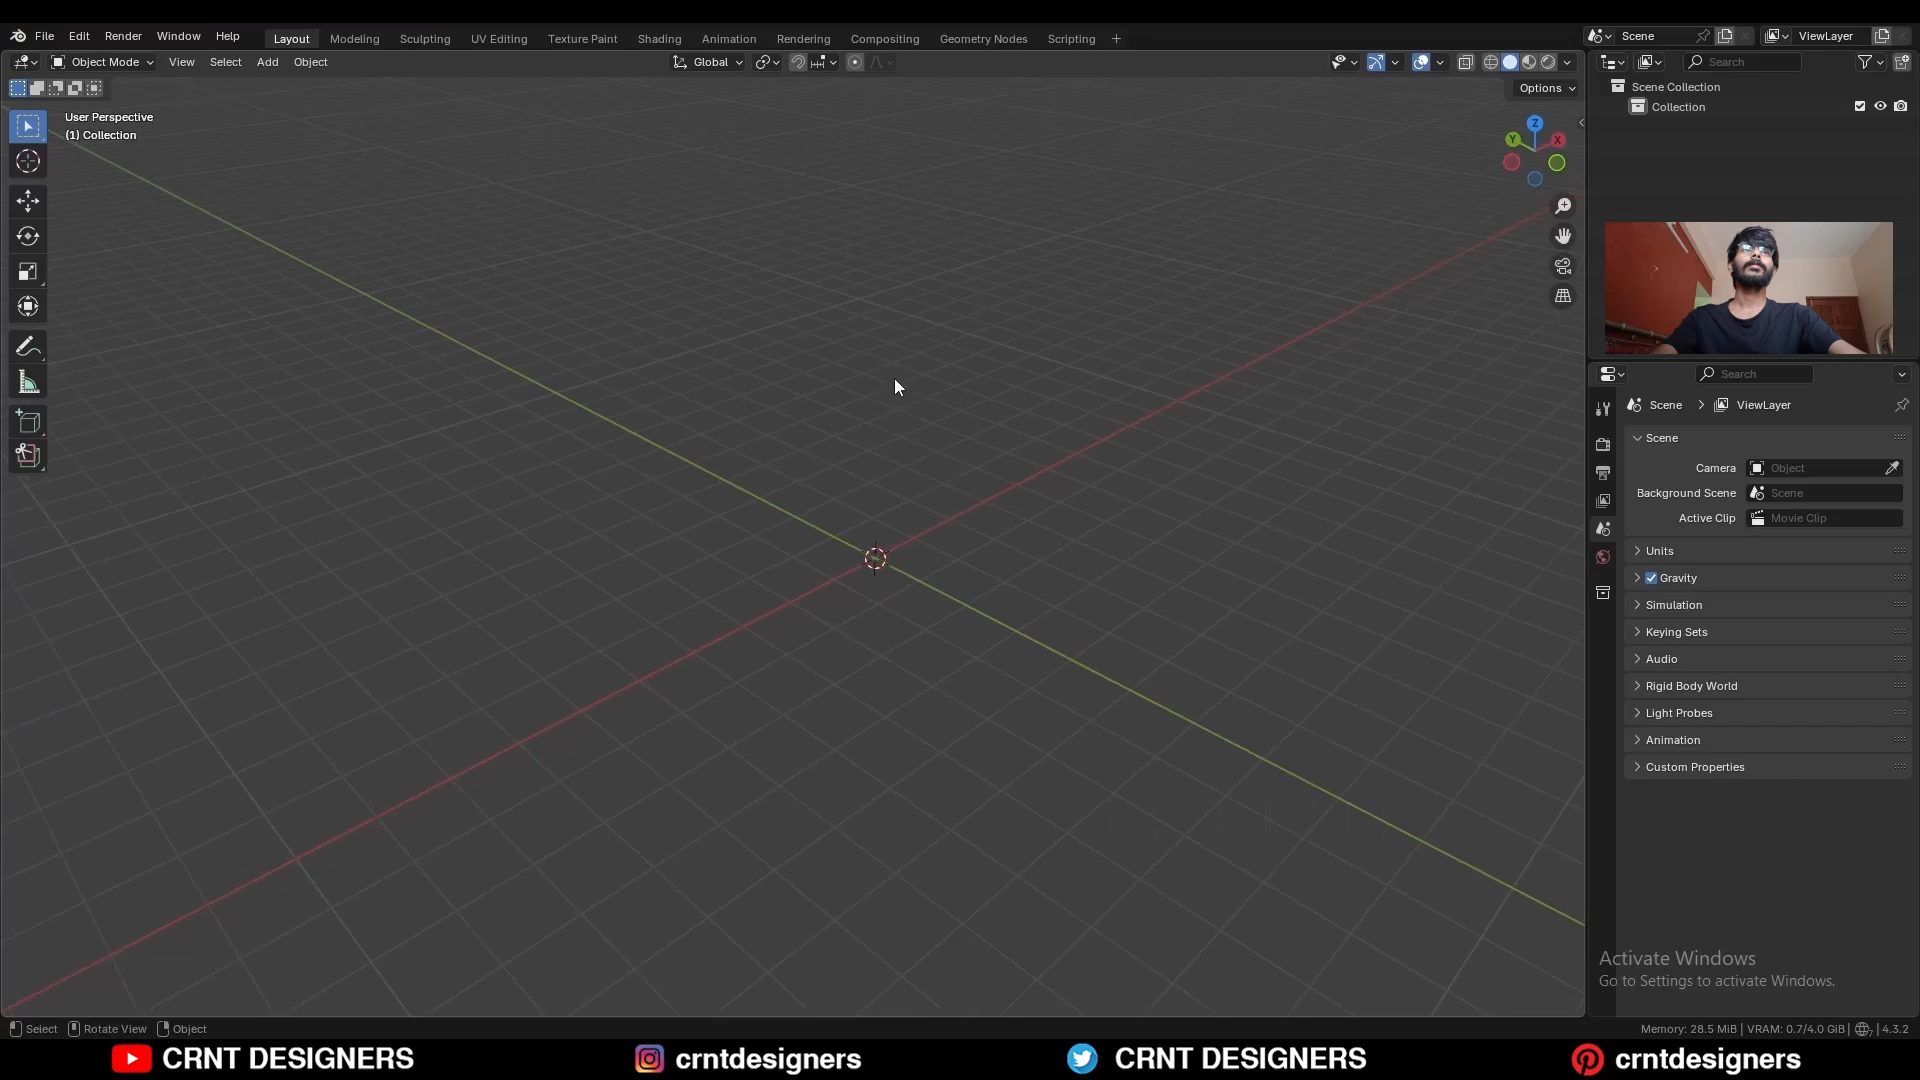 File Edit Render Window Help Layout Modeling Sculpting UV Editing Texture Paint Shading Animation Rendering Compositing Geometry Nodes Scripting + Scene ViewLayer
Object Mode View Select Add Object Global Search
Options
User Perspective
(1) Collection
Z
Y
X
Scene Collection
Collection
Search
Scene > ViewLayer
Scene
Camera Object
Background Scene Scene
Active Clip Movie Clip
Units
Gravity
Simulation
Keying Sets
Audio
Rigid Body World
Light Probes
Animation
Custom Properties
Activate Windows
Go to Settings to activate Windows.
Select Rotate View Object Memory: 28.5 MiB | VRAM: 0.7/4.0 GiB | 4.3.2
CRNT DESIGNERS crntdesigners CRNT DESIGNERS crntdesigners